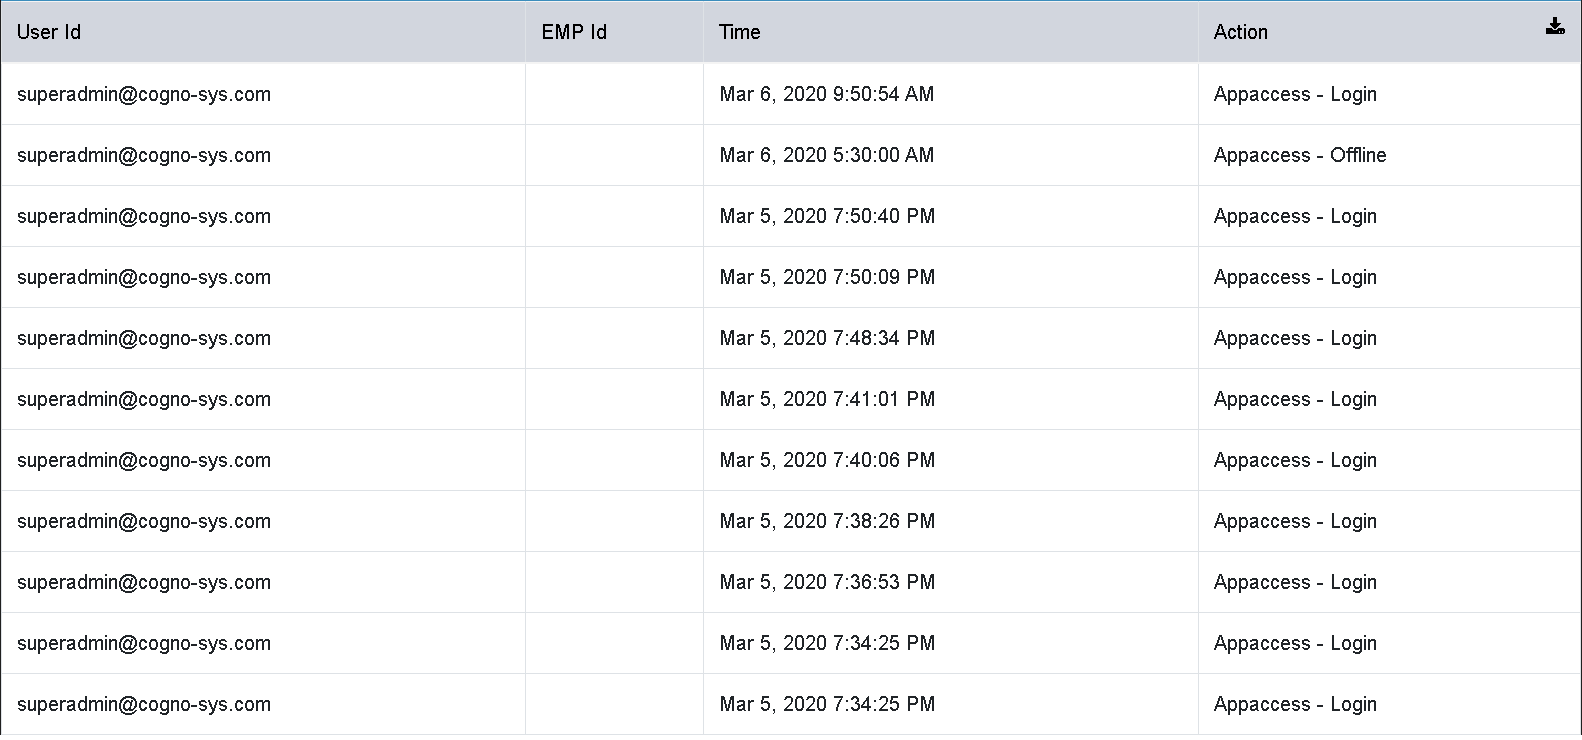 User Id EMP Id Time Action
superadmin@cogno-sys.com Mar 6, 2020 9:50:54 AM Appaccess - Login
superadmin@cogno-sys.com Mar 6, 2020 5:30:00 AM Appaccess - Offline
superadmin@cogno-sys.com Mar 5, 2020 7:50:40 PM Appaccess - Login
superadmin@cogno-sys.com Mar 5, 2020 7:50:09 PM Appaccess - Login
superadmin@cogno-sys.com Mar 5, 2020 7:48:34 PM Appaccess - Login
superadmin@cogno-sys.com Mar 5, 2020 7:41:01 PM Appaccess - Login
superadmin@cogno-sys.com Mar 5, 2020 7:40:06 PM Appaccess - Login
superadmin@cogno-sys.com Mar 5, 2020 7:38:26 PM Appaccess - Login
superadmin@cogno-sys.com Mar 5, 2020 7:36:53 PM Appaccess - Login
superadmin@cogno-sys.com Mar 5, 2020 7:34:25 PM Appaccess - Login
superadmin@cogno-sys.com Mar 5, 2020 7:34:25 PM Appaccess - Login